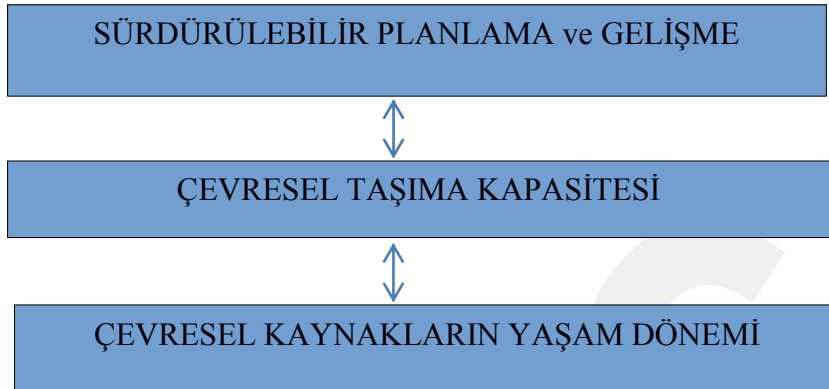 SÜRDÜRÜLEBİLİR PLANLAMA ve GELİŞME
ÇEVRESEL TAŞIMA KAPASİTESİ
ÇEVRESEL KAYNAKLARIN YAŞAM DÖNEMİ